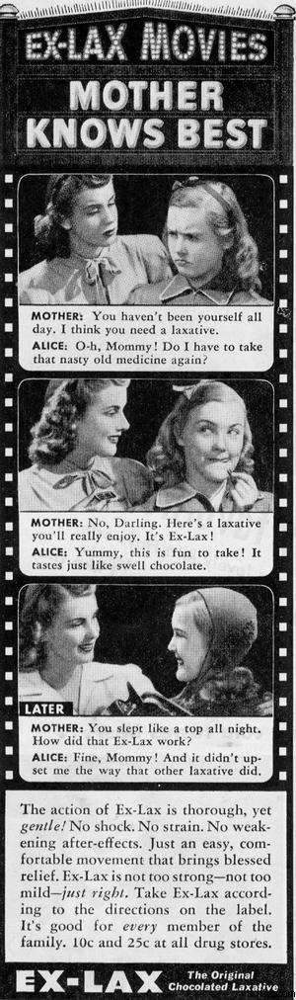 EX-LAX MOVIES
MOTHER
KNOWS BEST
MOTHER: You haven't been yourself all
day. I think you need a laxative.
ALICE: O-h, Mommy! Do I have to take
that nasty old medicine again?
MOTHER: No, Darling. Here's a laxative
you'll really enjoy. It's Ex-Lax!
ALICE: Yummy, this is fun to take! It
tastes just like swell chocolate.
LATER
MOTHER: You slept like a top all night.
How did that Ex-Lax work?
ALICE: Fine, Mommy! And it didn't up-
set me the way that other laxative did.
The action of Ex-Lax is thorough, yet
gentle! No shock. No strain. No weak-
ening after-effects. Just an easy, com-
fortable movement that brings blessed
relief. Ex-Lax is not too strong—not too
mild—just right. Take Ex-Lax accord-
ing to the directions on the label.
It's good for every member of the
family. 10c and 25c at all drug stores.
EX-LAX
The Original
Chocolated Laxative